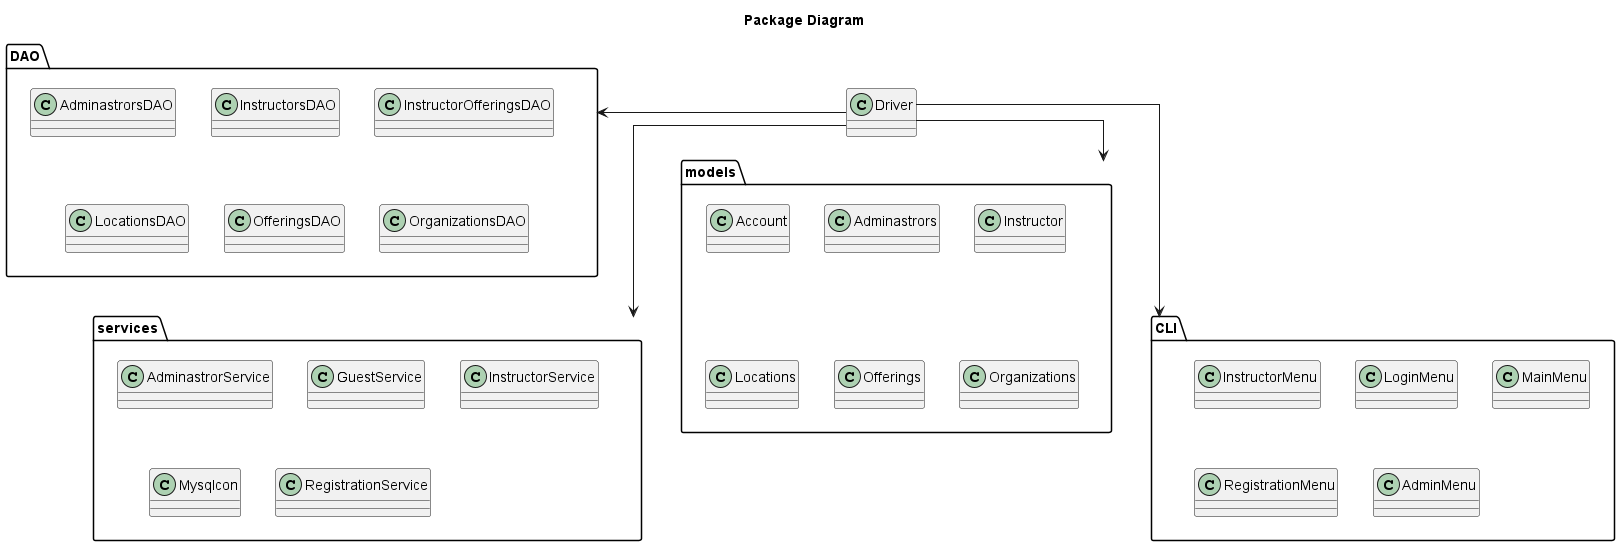 Package Diagram
DAO
C AdminastrorsDAO
C InstructorsDAO
C InstructorOfferingsDAO
C Driver
models
C LocationsDAO
C OfferingsDAO
C OrganizationsDAO
C Account
C Adminastrors
C Instructor
services
CLI
C AdminastrorService
C GuestService
C InstructorService
C Locations
C Offerings
C Organizations
C InstructorMenu
C LoginMenu
C MainMenu
C Mysqlcon
C RegistrationService
C RegistrationMenu
C AdminMenu